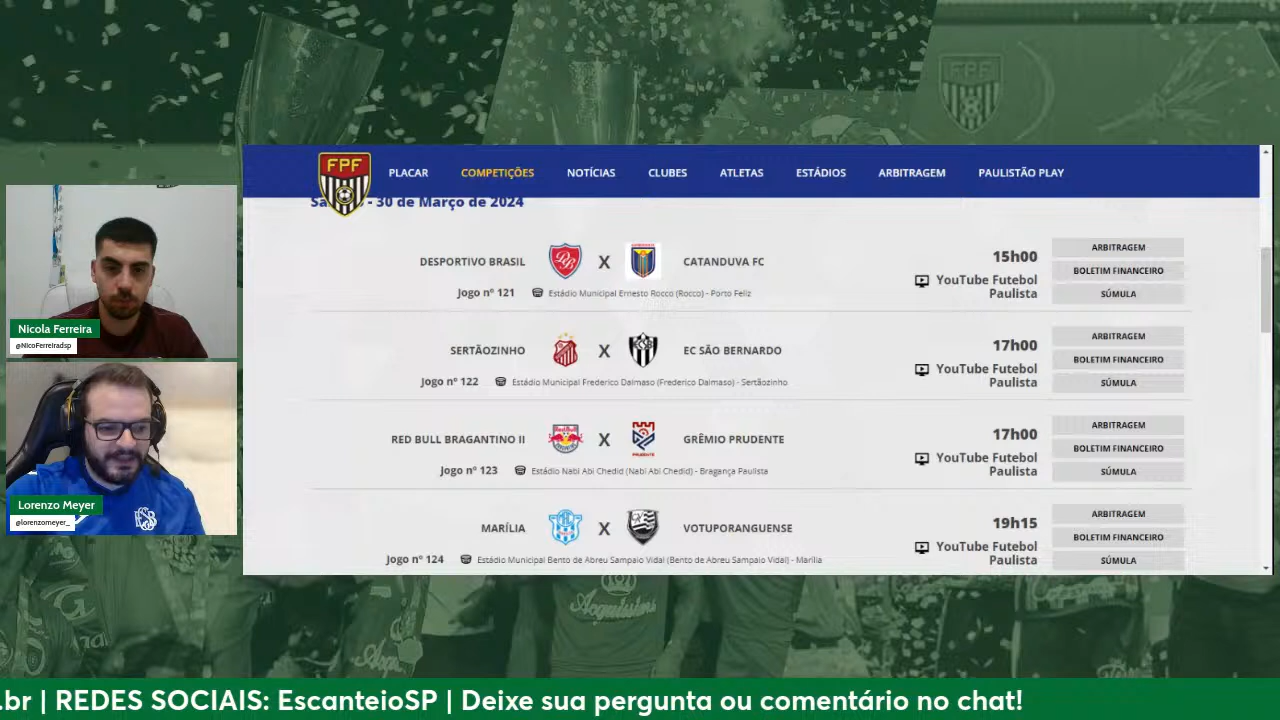 FPF
PLACAR
COMPETIÇÕES
NOTÍCIAS
CLUBES
ATLETAS
ESTÁDIOS
ARBITRAGEM
PAULISTÃO PLAY
- 30 de Março de 2024
DESPORTIVO BRASIL X CATANDUVA FC
Jogo nº 121 Estádio Municipal Ernesto Rocco (Rocco) - Porto Feliz
15h00
YouTube Futebol
Paulista
ARBITRAGEM
BOLETIM FINANCEIRO
SÚMULA
SERTÃOZINHO X EC SÃO BERNARDO
Jogo nº 122 Estádio Municipal Frederico Dalmaso (Frederico Dalmaso) - Sertãozinho
17h00
YouTube Futebol
Paulista
ARBITRAGEM
BOLETIM FINANCEIRO
SÚMULA
RED BULL BRAGANTINO II X GRÊMIO PRUDENTE
Jogo nº 123 Estádio Nabi Abi Chedid (Nabi Abi Chedid) - Bragança Paulista
17h00
YouTube Futebol
Paulista
ARBITRAGEM
BOLETIM FINANCEIRO
SÚMULA
MARÍLIA X VOTUPORANGUENSE
Jogo nº 124 Estádio Municipal Bento de Abreu Sampaio Vidal (Bento de Abreu Sampaio Vidal) - Marília
19h15
YouTube Futebol
Paulista
ARBITRAGEM
BOLETIM FINANCEIRO
SÚMULA
Nicola Ferreira
@NicoFerreiradsp
Lorenzo Meyer
@lorenzomeyer_
FPF
.br | REDES SOCIAIS: EscanteioSP | Deixe sua pergunta ou comentário no chat!